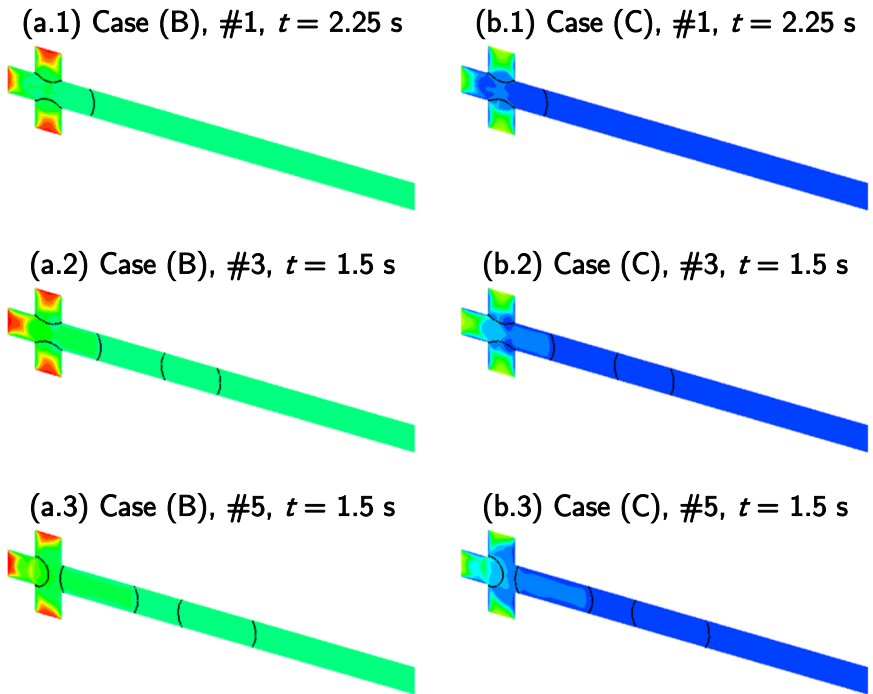 (a.1) Case (B), #1, t = 2.25 s
(b.1) Case (C), #1, t = 2.25 s
(a.2) Case (B), #3, t = 1.5 s
(b.2) Case (C), #3, t = 1.5 s
(a.3) Case (B), #5, t = 1.5 s
(b.3) Case (C), #5, t = 1.5 s